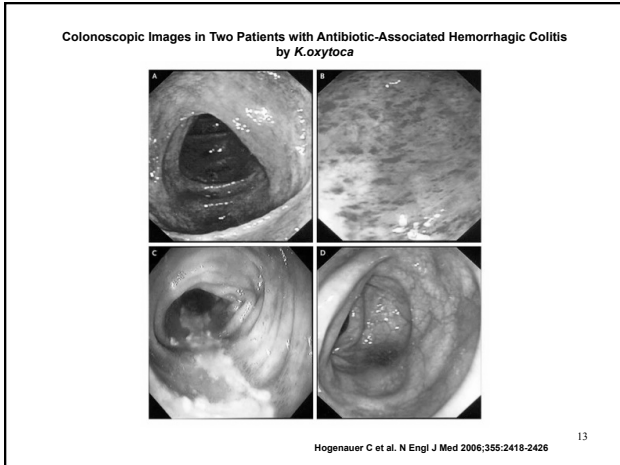 Colonoscopic Images in Two Patients with Antibiotic-Associated Hemorrhagic Colitis
by K.oxytoca
A
B
C
D
13
Hogenauer C et al. N Engl J Med 2006;355:2418-2426